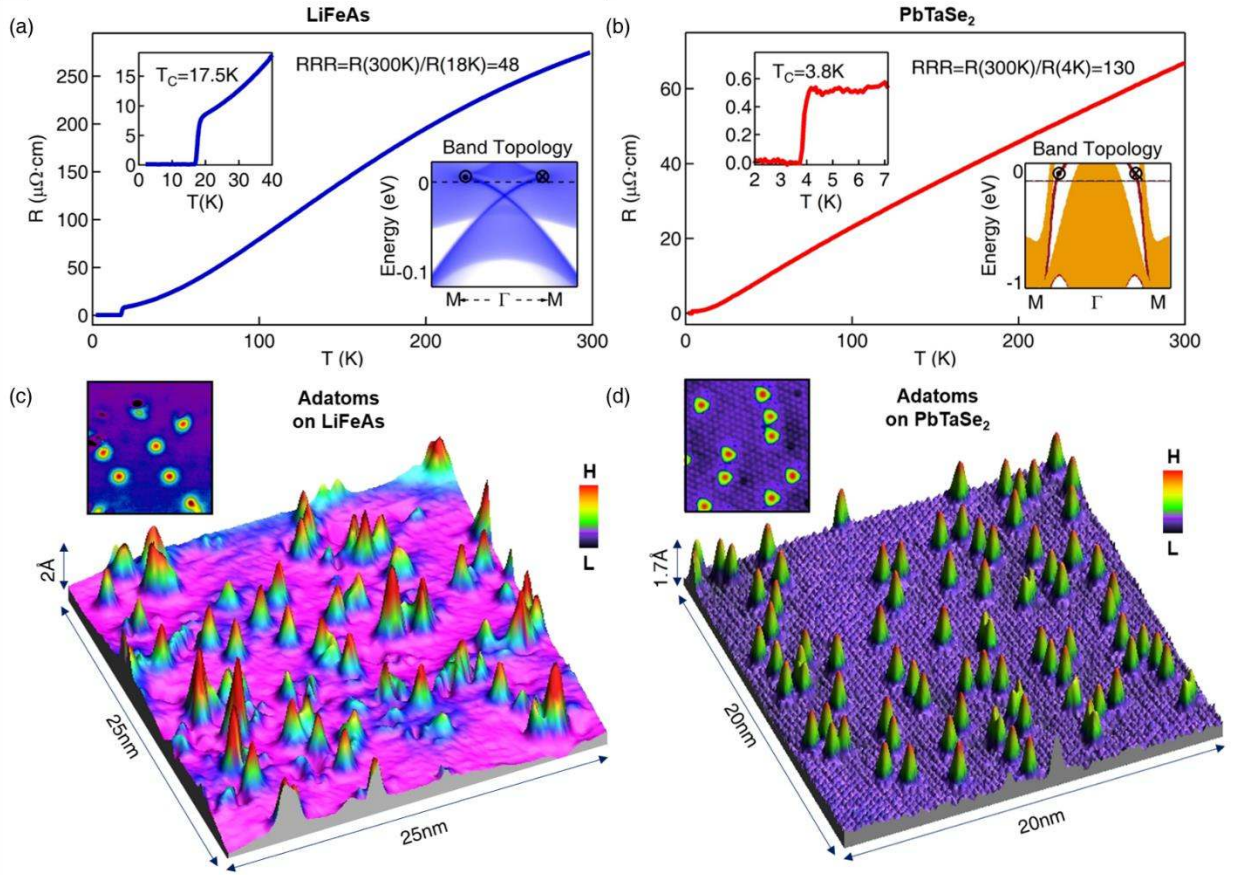 (a)
LiFeAs
250
200
150
100
50
0
R (μΩ·cm)
0
100
200
300
T (K)
15
10
5
0
T_C=17.5K
0
10
20
30
40
T(K)
RRR=R(300K)/R(18K)=48
Band Topology
0
-0.1
Energy (eV)
M
Γ
M
(b)
PbTaSe₂
60
40
20
0
R (μΩ·cm)
0
100
200
300
T (K)
0.6
0.4
0.2
0.0
T_C=3.8K
2
3
4
5
6
7
T (K)
RRR=R(300K)/R(4K)=130
Band Topology
0
-1
Energy (eV)
M
Γ
M
(c)
Adatoms
on LiFeAs
H
L
2Å
25nm
25nm
(d)
Adatoms
on PbTaSe₂
H
L
1.7Å
20nm
20nm